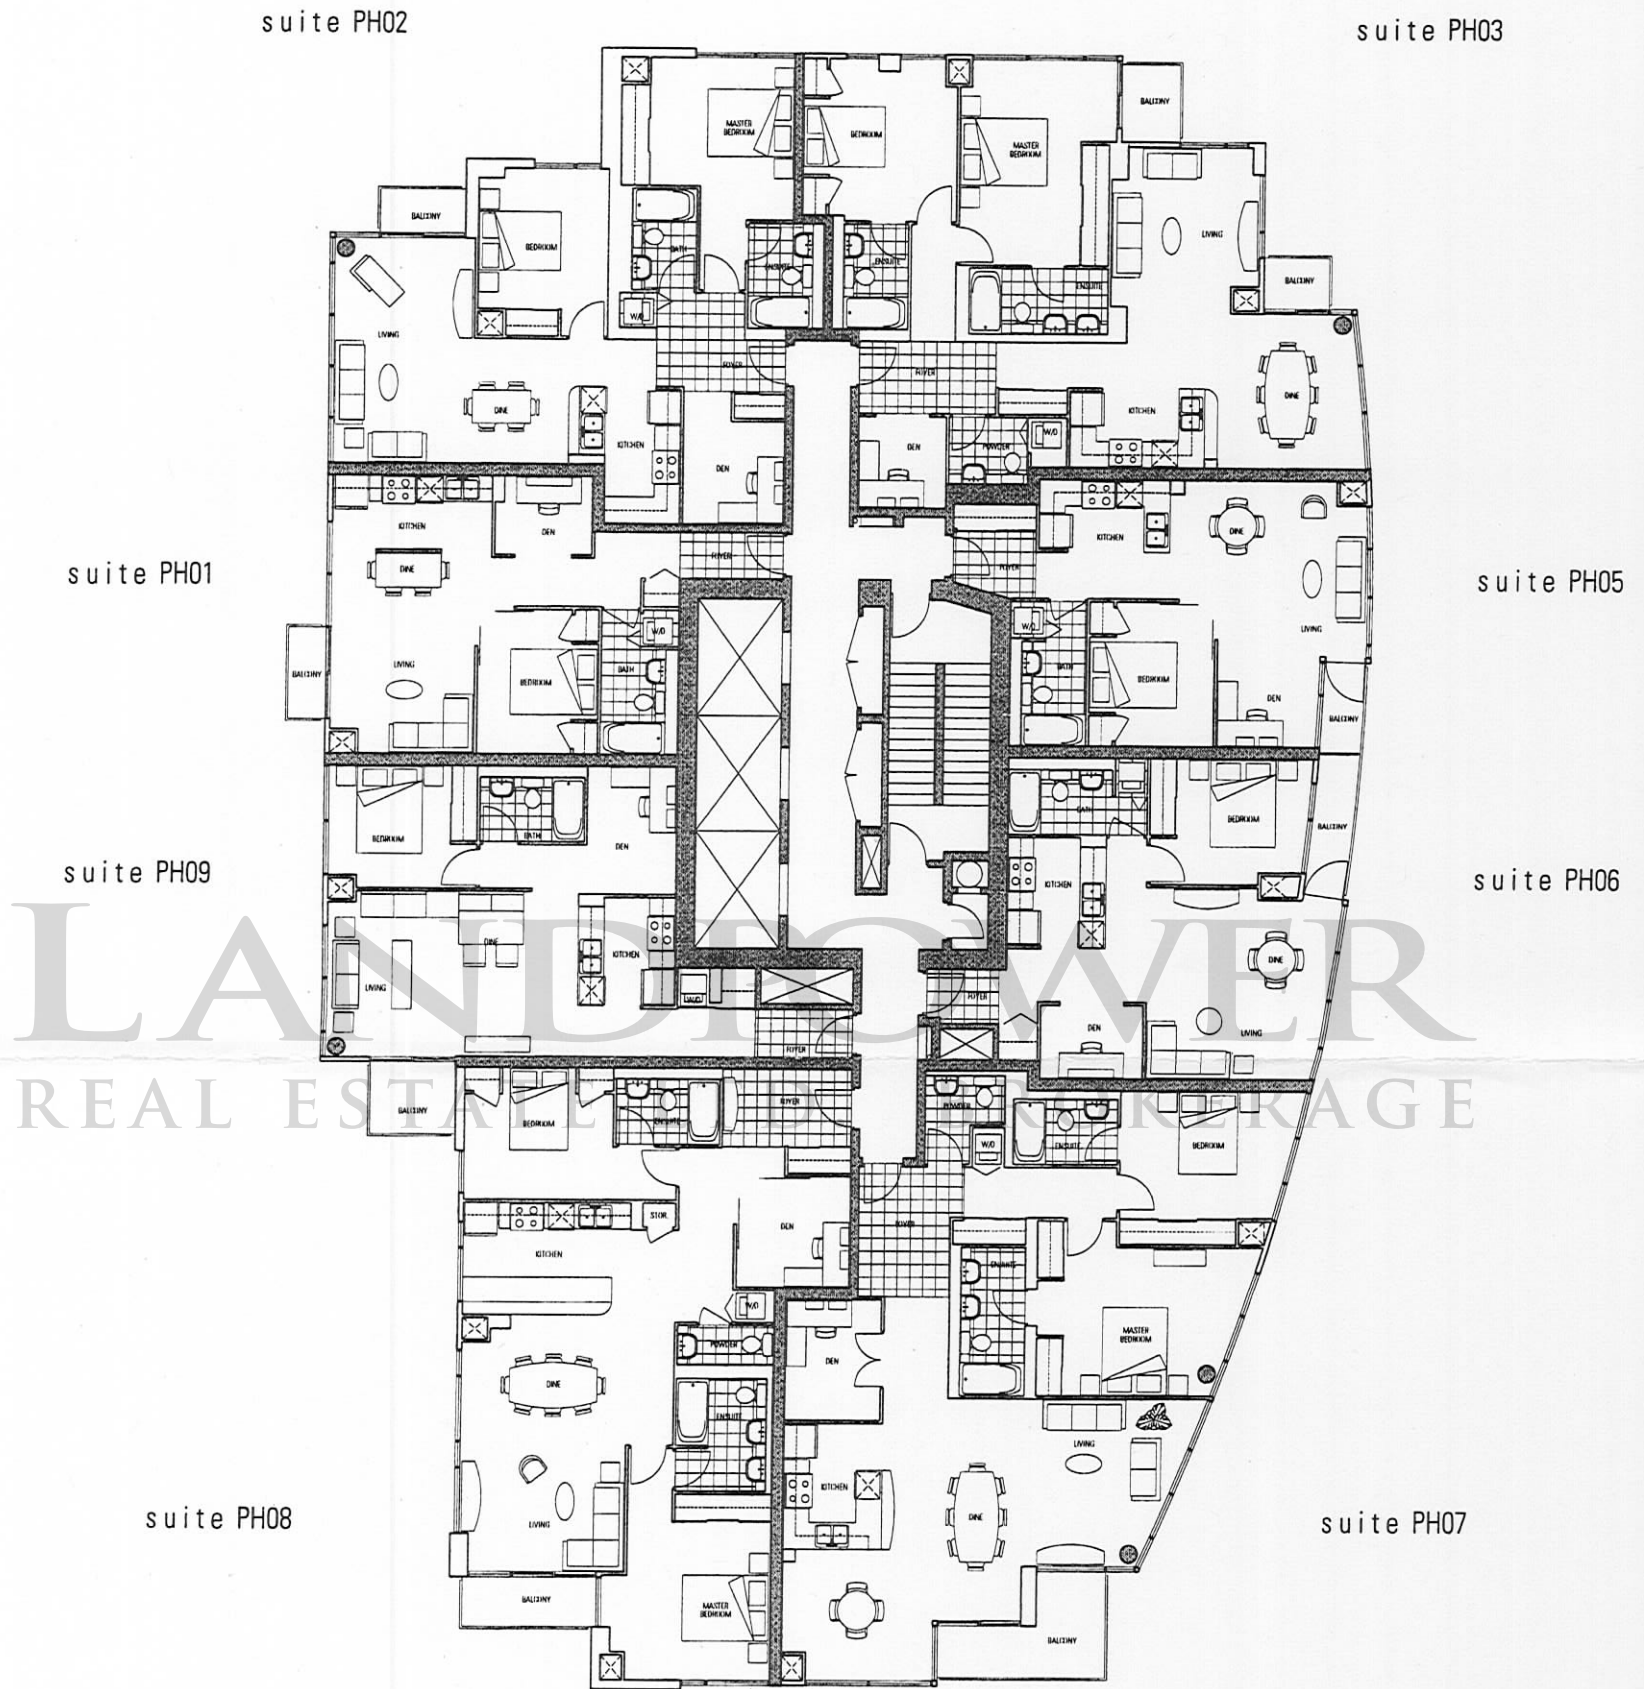 suite PH02
suite PH03
MASTER
BEDROOM
BEDROOM
MASTER
BEDROOM
BALCONY
BALCONY
BEDROOM
BATH
ENSUITE
ENSUITE
LIVING
ENSUITE
BALCONY
W/D
LIVING
FOYER
FOYER
DINE
DINE
KITCHEN
KITCHEN
DEN
DEN
POWDER
W/D
suite PH01
KITCHEN
DEN
DINE
FOYER
W/D
BATH
BEDROOM
LIVING
BALCONY
suite PH05
KITCHEN
DINE
FOYER
W/D
BATH
BEDROOM
LIVING
DEN
BALCONY
suite PH09
BEDROOM
BATH
DEN
DINE
KITCHEN
LIVING
FOYER
BALCONY
suite PH06
BATH
BEDROOM
BALCONY
KITCHEN
DINE
FOYER
DEN
LIVING
LANDPOWER
REAL ESTATE LTD BROKERAGE
suite PH08
BEDROOM
ENSUITE
FOYER
STOR.
KITCHEN
DEN
W/D
POWDER
DINE
ENSUITE
LIVING
BALCONY
MASTER
BEDROOM
suite PH07
POWDER
W/D
ENSUITE
BEDROOM
FOYER
ENSUITE
MASTER
BEDROOM
DEN
LIVING
KITCHEN
DINE
BALCONY